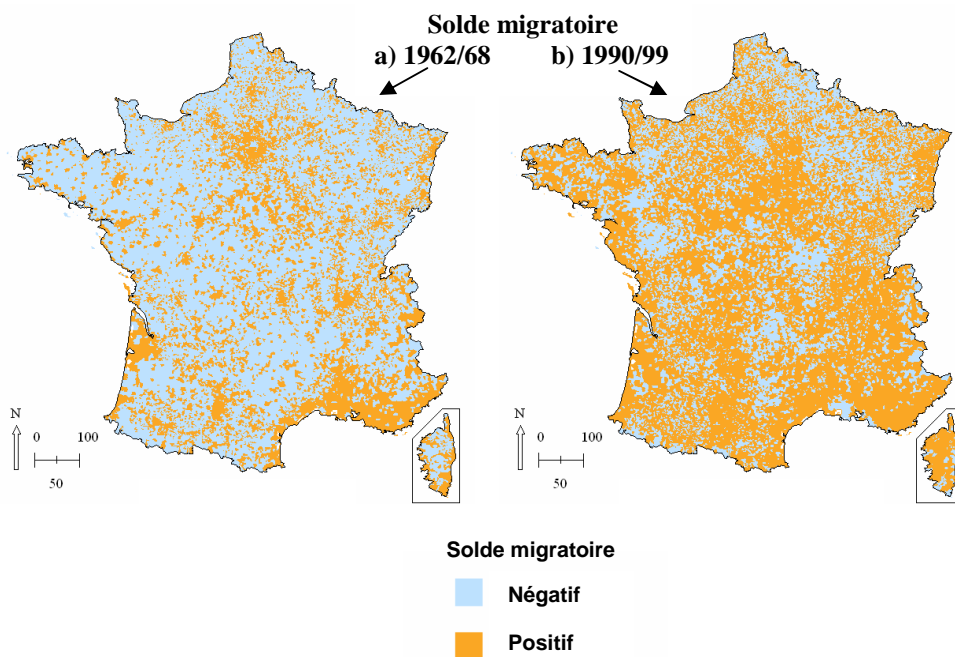 Solde migratoire
a) 1962/68
b) 1990/99
N
0
100
50
N
0
100
50
Solde migratoire
Négatif
Positif